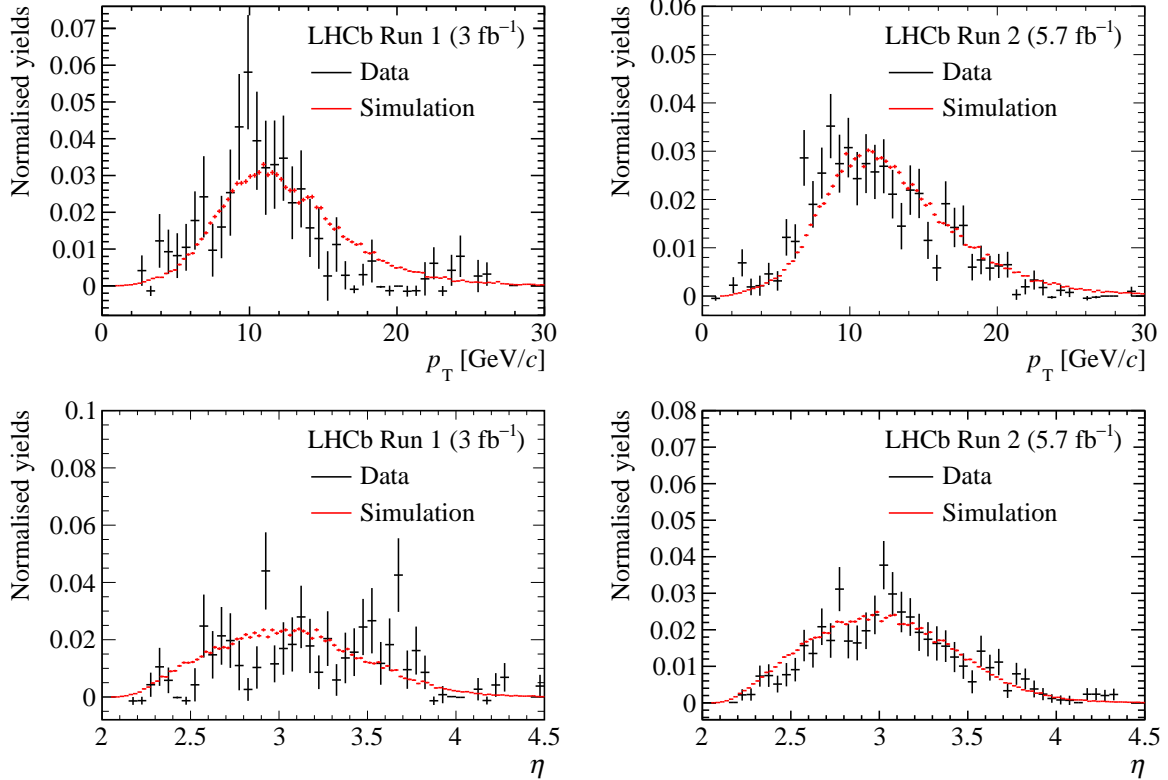 Normalised yields
0.07
0.06
0.05
0.04
0.03
0.02
0.01
0
LHCb Run 1 (3 fb⁻¹)
Data
Simulation
0 10 20 30
p_T [GeV/c]
Normalised yields
0.06
0.05
0.04
0.03
0.02
0.01
0
LHCb Run 2 (5.7 fb⁻¹)
Data
Simulation
0 10 20 30
p_T [GeV/c]
Normalised yields
0.1
0.08
0.06
0.04
0.02
0
LHCb Run 1 (3 fb⁻¹)
Data
Simulation
2 2.5 3 3.5 4 4.5
η
Normalised yields
0.08
0.07
0.06
0.05
0.04
0.03
0.02
0.01
0
LHCb Run 2 (5.7 fb⁻¹)
Data
Simulation
2 2.5 3 3.5 4 4.5
η